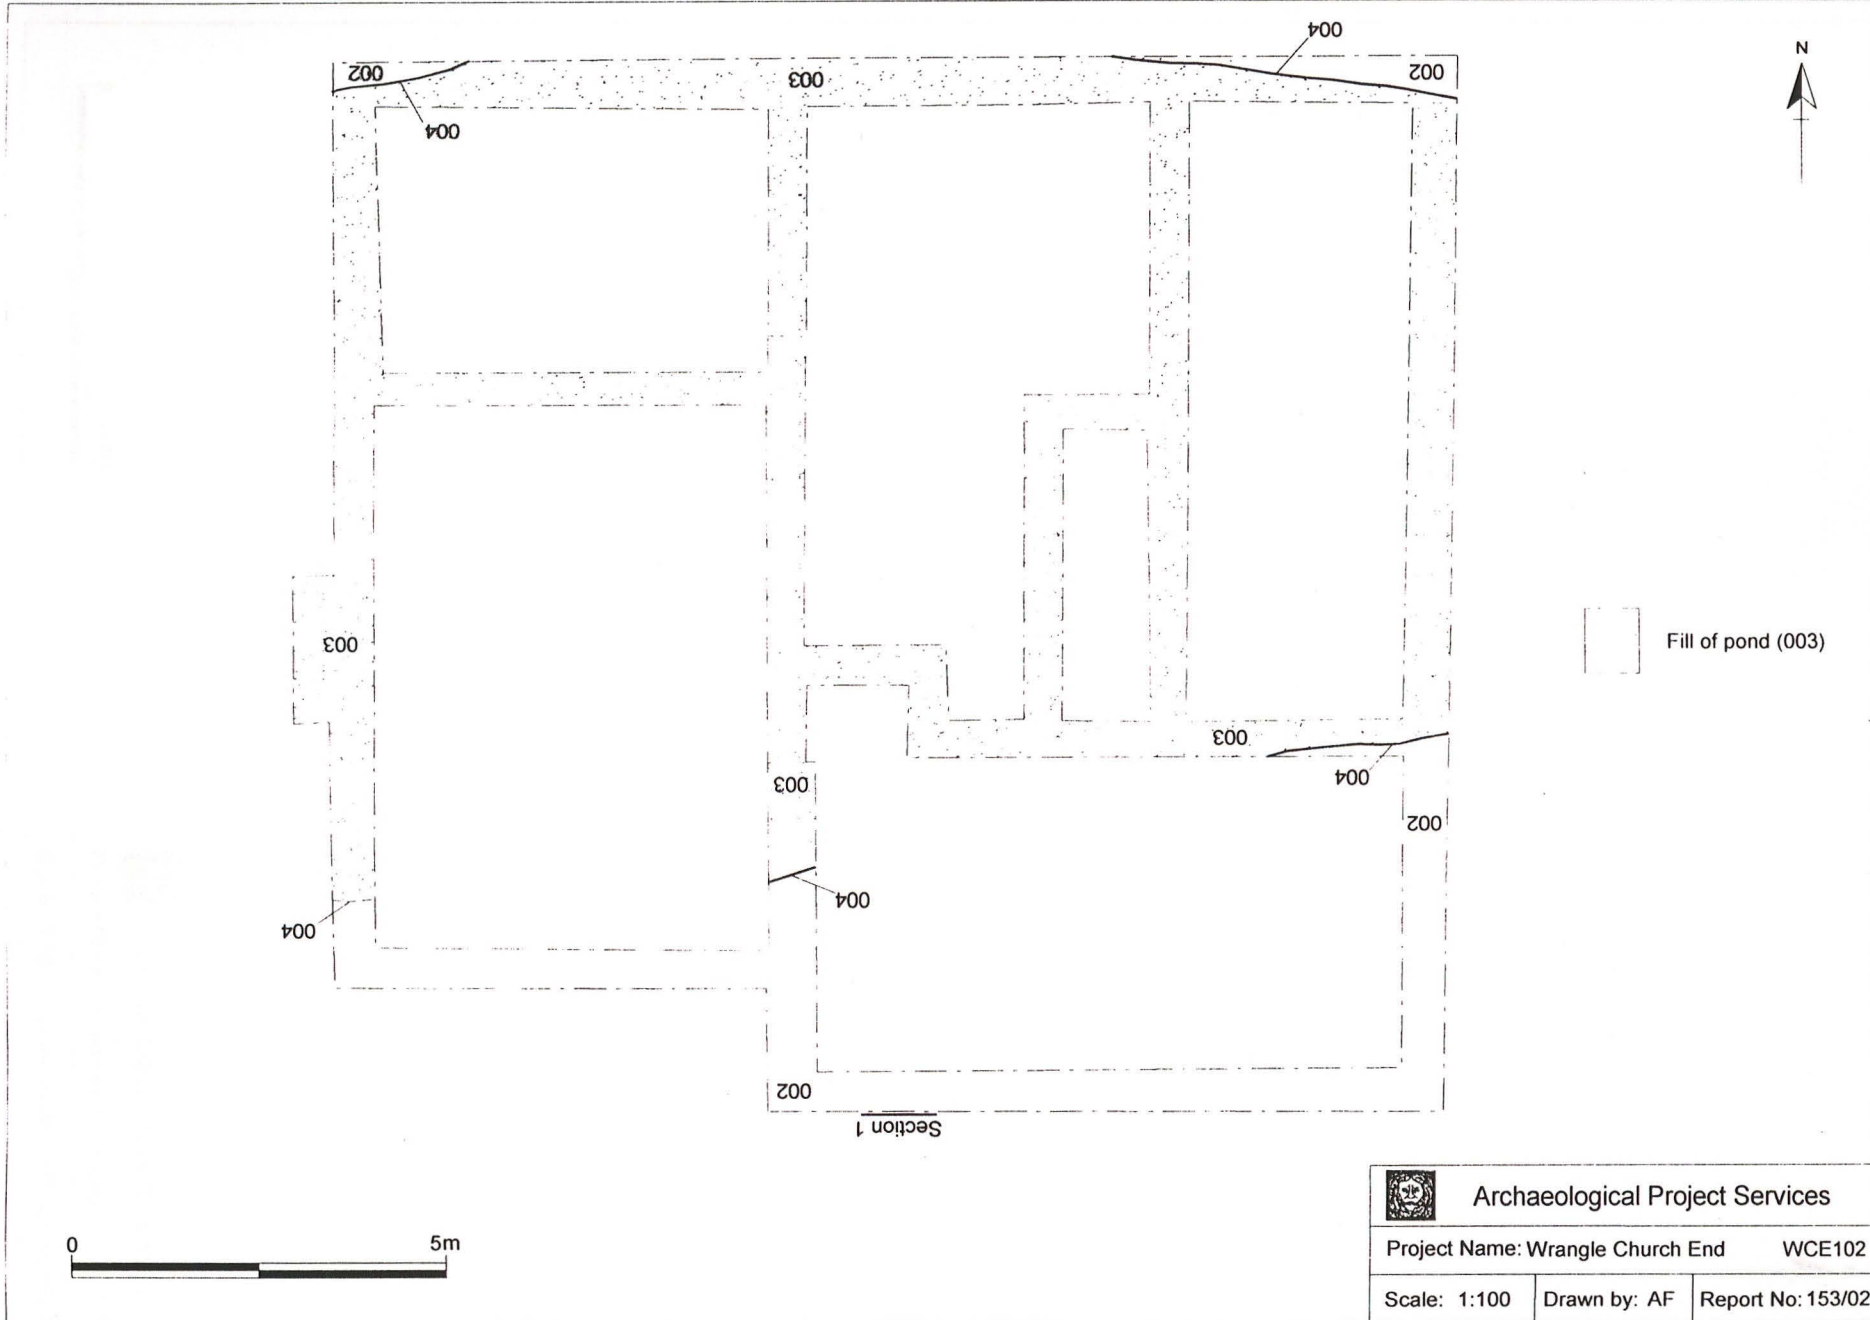 004
N
002
003
002
004
003
Fill of pond (003)
003
003
004
002
004
004
002
Section 1
0 5m
Archaeological Project Services
Project Name: Wrangle Church End WCE102
Scale: 1:100 Drawn by: AF Report No: 153/02